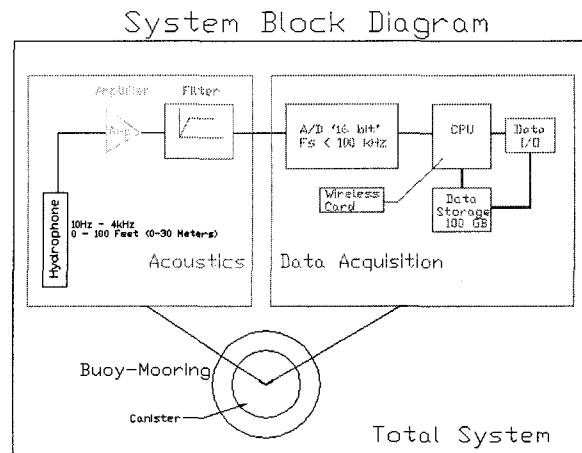 System Block Diagram
Amplifier
Filter
Amp
A/D '16 bit'
Fs < 100 kHz
CPU
Data
I/O
Wireless
Card
Data
Storage
100 GB
Hydrophone
10Hz - 4kHz
0 - 100 Feet (0-30 Meters)
Acoustics
Data Acquisition
Buoy-Mooring
Canister
Total System